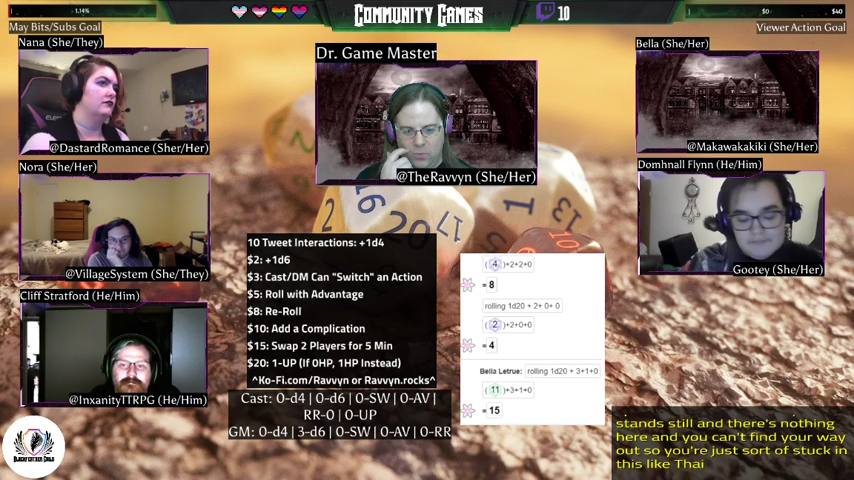 1.14%
COMMUNITY GAMES
10
$0
$40
May Bits/Subs Goal
Viewer Action Goal
Nana (She/They)
@DastardRomance (Sher/Her)
Dr. Game Master
@TheRavvyn (She/Her)
Bella (She/Her)
@Makawakakiki (She/Her)
Nora (She/Her)
@VillageSystem (She/They)
Domhnall Flynn (He/Him)
Gootey (She/Her)
Cliff Stratford (He/Him)
@InxanityTTRPG (He/Him)
10 Tweet Interactions: +1d4
$2: +1d6
$3: Cast/DM Can "Switch" an Action
$5: Roll with Advantage
$8: Re-Roll
$10: Add a Complication
$15: Swap 2 Players for 5 Min
$20: 1-UP (If 0HP, 1HP Instead)
^Ko-Fi.com/Ravvyn or Ravvyn.rocks^
Cast: 0-d4 | 0-d6 | 0-SW | 0-AV |
RR-0 | 0-UP
GM: 0-d4 | 3-d6 | 0-SW | 0-AV | 0-RR
(4)+2+2+0
= 8
rolling 1d20 + 2+ 0+ 0
(2)+2+0+0
= 4
Bella Letrue: rolling 1d20 + 3+1+0
(11)+3+1+0
= 15
stands still and there's nothing
here and you can't find your way
out so you're just sort of stuck in
this like Thai
16
20
17
1
13
2
10